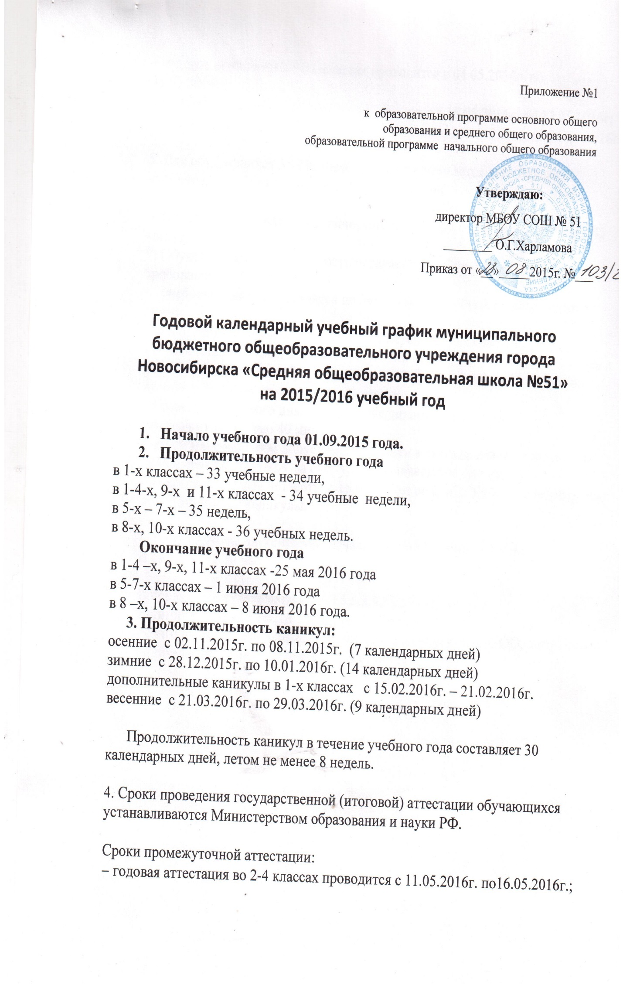 Приложение №1
к образовательной программе основного общего
образования и среднего общего образования,
образовательной программе начального общего образования
Утверждаю:
директор МБОУ СОШ № 51
________ О.Г.Харламова
Приказ от «__»_08_2015г. №103/2
Годовой календарный учебный график муниципального
бюджетного общеобразовательного учреждения города
Новосибирска «Средняя общеобразовательная школа №51»
на 2015/2016 учебный год
1. Начало учебного года 01.09.2015 года.
2. Продолжительность учебного года
в 1-х классах – 33 учебные недели,
в 1-4-х, 9-х и 11-х классах - 34 учебные недели,
в 5-х – 7-х – 35 недель,
в 8-х, 10-х классах - 36 учебных недель.
Окончание учебного года
в 1-4 –х, 9-х, 11-х классах -25 мая 2016 года
в 5-7-х классах – 1 июня 2016 года
в 8 –х, 10-х классах – 8 июня 2016 года.
3. Продолжительность каникул:
осенние с 02.11.2015г. по 08.11.2015г. (7 календарных дней)
зимние с 28.12.2015г. по 10.01.2016г. (14 календарных дней)
дополнительные каникулы в 1-х классах с 15.02.2016г. – 21.02.2016г.
весенние с 21.03.2016г. по 29.03.2016г. (9 календарных дней)
Продолжительность каникул в течение учебного года составляет 30
календарных дней, летом не менее 8 недель.
4. Сроки проведения государственной (итоговой) аттестации обучающихся
устанавливаются Министерством образования и науки РФ.
Сроки промежуточной аттестации:
– годовая аттестация во 2-4 классах проводится с 11.05.2016г. по16.05.2016г.;